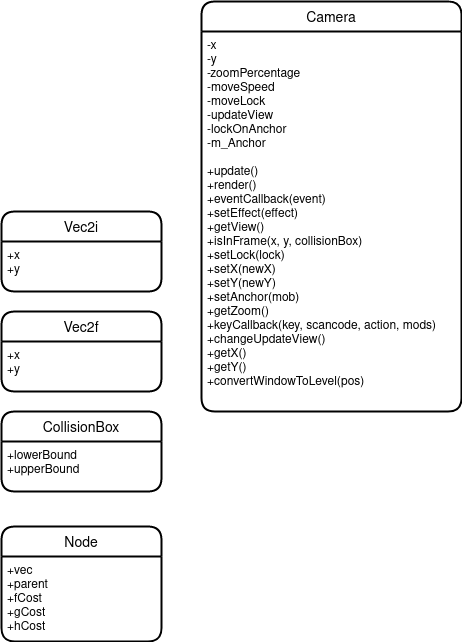 Camera
-x
-y
-zoomPercentage
-moveSpeed
-moveLock
-updateView
-lockOnAnchor
-m_Anchor
+update()
+render()
+eventCallback(event)
+setEffect(effect)
+getView()
+isInFrame(x, y, collisionBox)
+setLock(lock)
+setX(newX)
+setY(newY)
+setAnchor(mob)
+getZoom()
+keyCallback(key, scancode, action, mods)
+changeUpdateView()
+getX()
+getY()
+convertWindowToLevel(pos)
Vec2i
+x
+y
Vec2f
+x
+y
CollisionBox
+lowerBound
+upperBound
Node
+vec
+parent
+fCost
+gCost
+hCost